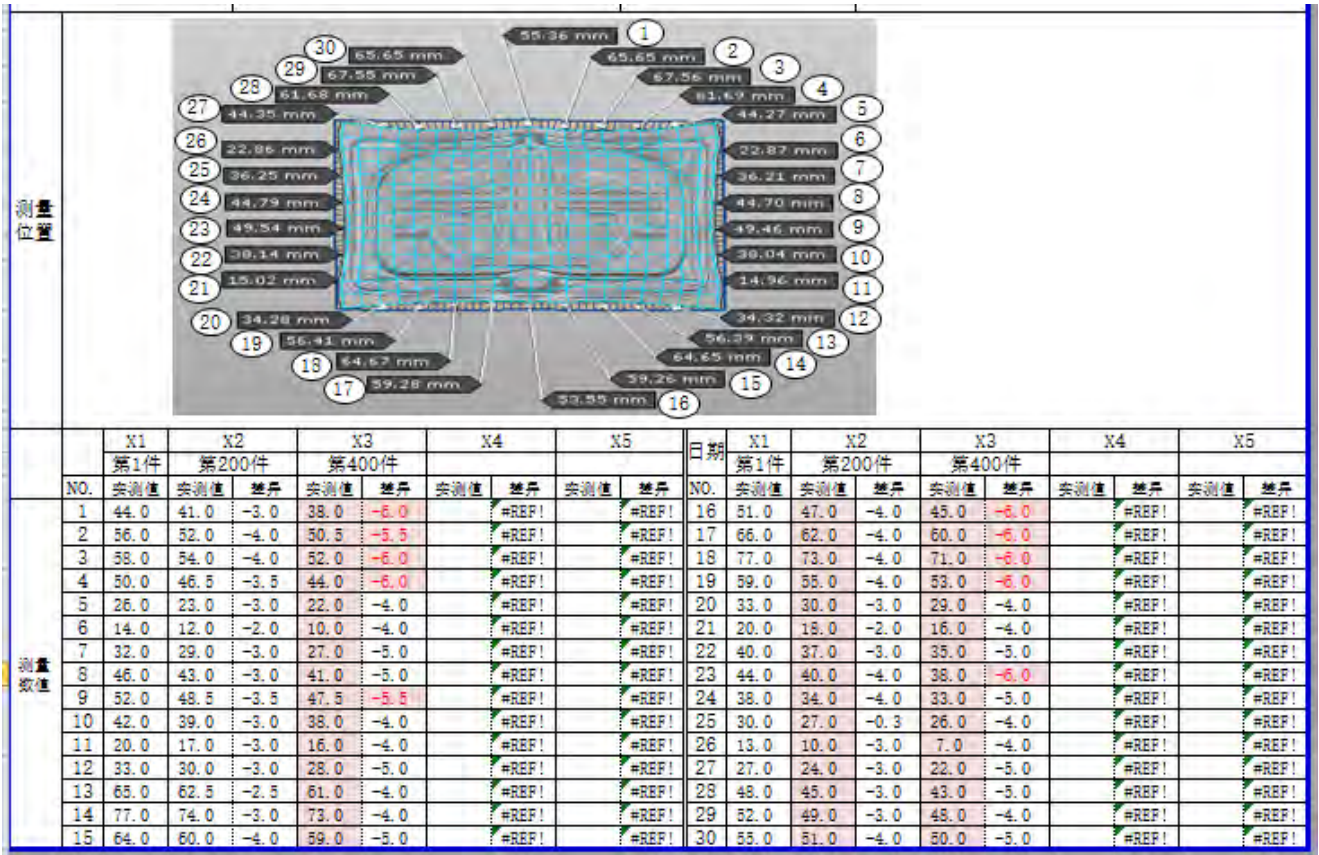 55.36 mm 1
30 65.65 mm 65.65 mm 2
29 67.55 mm 67.56 mm 3
28 61.68 mm 61.69 mm 4
27 44.35 mm 44.27 mm 5
26 22.86 mm 22.87 mm 6
25 36.25 mm 36.21 mm 7
24 44.79 mm 44.70 mm 8
23 49.54 mm 49.46 mm 9
22 38.14 mm 38.04 mm 10
21 15.02 mm 14.96 mm 11
20 34.28 mm 34.32 mm 12
19 56.41 mm 56.39 mm 13
18 64.67 mm 64.65 mm 14
17 59.28 mm 59.26 mm 15
53.55 mm 16
测量
位置
X1 X2 X3 X4 X5 日期 X1 X2 X3 X4 X5
第1件 第200件 第400件 第1件 第200件 第400件
NO. 实测值 实测值 差异 实测值 差异 实测值 差异 实测值 差异 NO. 实测值 实测值 差异 实测值 差异 实测值 差异 实测值 差异
测量
数值
1 44.0 41.0 -3.0 38.0 -6.0 #REF! #REF! 16 51.0 47.0 -4.0 45.0 -6.0 #REF! #REF!
2 56.0 52.0 -4.0 50.5 -5.5 #REF! #REF! 17 66.0 62.0 -4.0 60.0 -6.0 #REF! #REF!
3 58.0 54.0 -4.0 52.0 -6.0 #REF! #REF! 18 77.0 73.0 -4.0 71.0 -6.0 #REF! #REF!
4 50.0 46.5 -3.5 44.0 -6.0 #REF! #REF! 19 59.0 55.0 -4.0 53.0 -6.0 #REF! #REF!
5 26.0 23.0 -3.0 22.0 -4.0 #REF! #REF! 20 33.0 30.0 -3.0 29.0 -4.0 #REF! #REF!
6 14.0 12.0 -2.0 10.0 -4.0 #REF! #REF! 21 20.0 18.0 -2.0 16.0 -4.0 #REF! #REF!
7 32.0 29.0 -3.0 27.0 -5.0 #REF! #REF! 22 40.0 37.0 -3.0 35.0 -5.0 #REF! #REF!
8 46.0 43.0 -3.0 41.0 -5.0 #REF! #REF! 23 44.0 40.0 -4.0 38.0 -6.0 #REF! #REF!
9 52.0 48.5 -3.5 47.5 -5.5 #REF! #REF! 24 38.0 34.0 -4.0 33.0 -5.0 #REF! #REF!
10 42.0 39.0 -3.0 38.0 -4.0 #REF! #REF! 25 30.0 27.0 -0.3 26.0 -4.0 #REF! #REF!
11 20.0 17.0 -3.0 16.0 -4.0 #REF! #REF! 26 13.0 10.0 -3.0 7.0 -4.0 #REF! #REF!
12 33.0 30.0 -3.0 28.0 -5.0 #REF! #REF! 27 27.0 24.0 -3.0 22.0 -5.0 #REF! #REF!
13 65.0 62.5 -2.5 61.0 -4.0 #REF! #REF! 28 48.0 45.0 -3.0 43.0 -5.0 #REF! #REF!
14 77.0 74.0 -3.0 73.0 -4.0 #REF! #REF! 29 52.0 49.0 -3.0 48.0 -4.0 #REF! #REF!
15 64.0 60.0 -4.0 59.0 -5.0 #REF! #REF! 30 55.0 51.0 -4.0 50.0 -5.0 #REF! #REF!